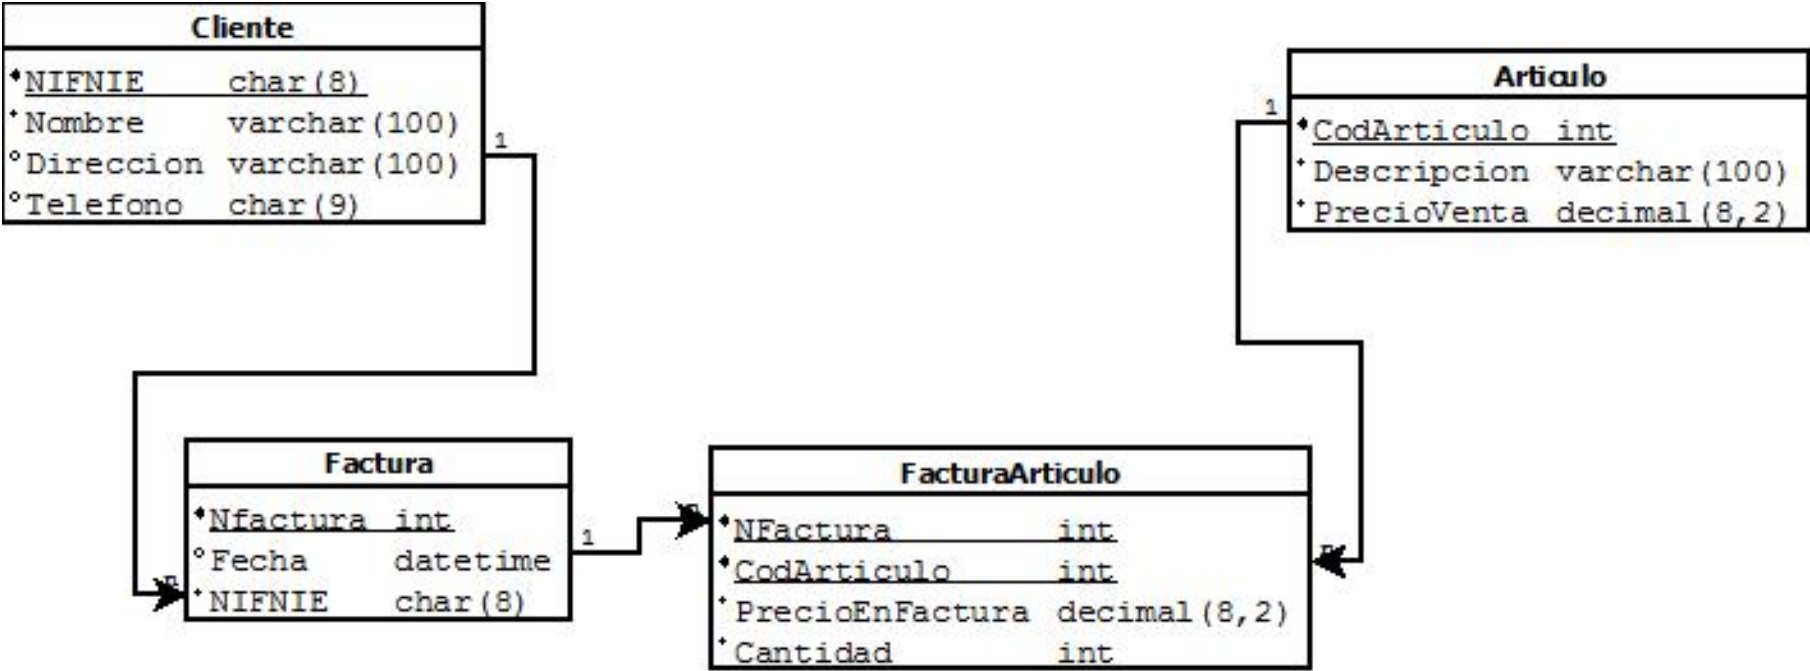 Cliente
NIFNIE char(8)
Nombre varchar(100)
Direccion varchar(100)
Telefono char(9)
1
Articulo
CodArticulo int
Descripcion varchar(100)
PrecioVenta decimal(8,2)
1
Factura
Nfactura int
Fecha datetime
NIFNIE char(8)
n
1
FacturaArticulo
NFactura int
CodArticulo int
PrecioEnFactura decimal(8,2)
Cantidad int
n
n